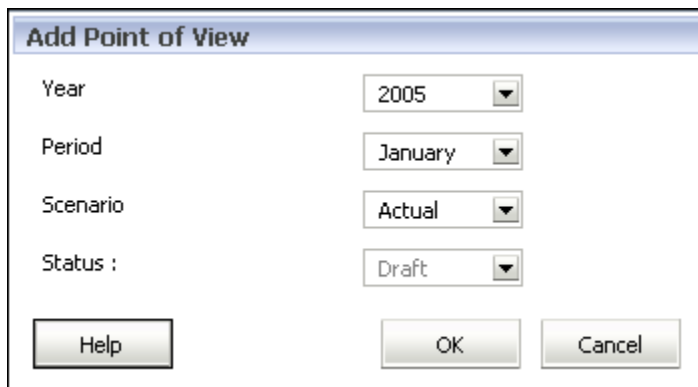 Add Point of View
Year 2005
Period January
Scenario Actual
Status : Draft
Help OK Cancel